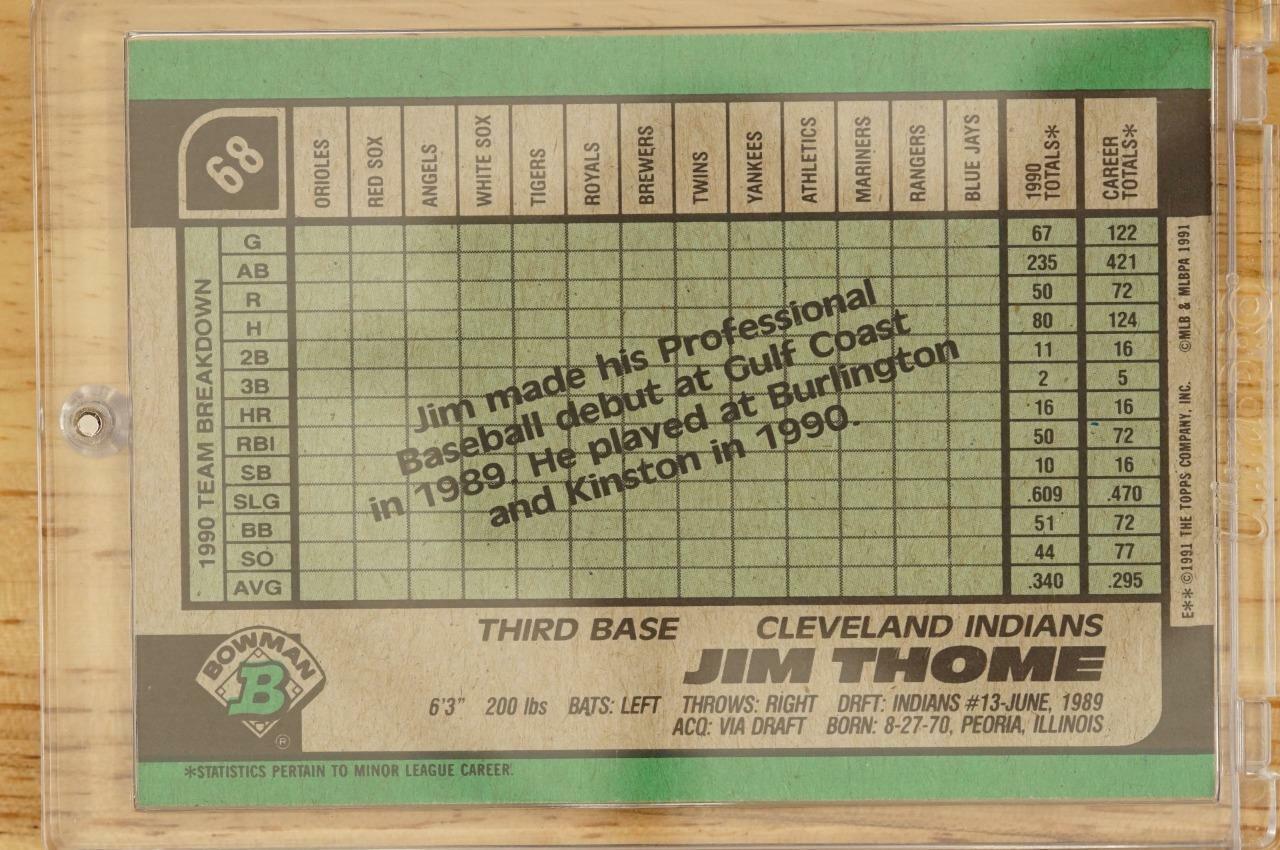 68
ORIOLES RED SOX ANGELS WHITE SOX TIGERS ROYALS BREWERS TWINS YANKEES ATHLETICS MARINERS RANGERS BLUE JAYS 1990 TOTALS* CAREER TOTALS*
1990 TEAM BREAKDOWN
G 67 122
AB 235 421
R 50 72
H 80 124
2B 11 16
3B 2 5
HR 16 16
RBI 50 72
SB 10 16
SLG .609 .470
BB 51 72
SO 44 77
AVG .340 .295
Jim made his Professional
Baseball debut at Gulf Coast
in 1989. He played at Burlington
and Kinston in 1990.
E** ©1991 THE TOPPS COMPANY, INC. ©MLB & MLBPA 1991
THIRD BASE CLEVELAND INDIANS
JIM THOME
6'3" 200 lbs BATS: LEFT THROWS: RIGHT DRFT: INDIANS #13-JUNE, 1989
ACQ: VIA DRAFT BORN: 8-27-70, PEORIA, ILLINOIS
BOWMAN
B
®
*STATISTICS PERTAIN TO MINOR LEAGUE CAREER.